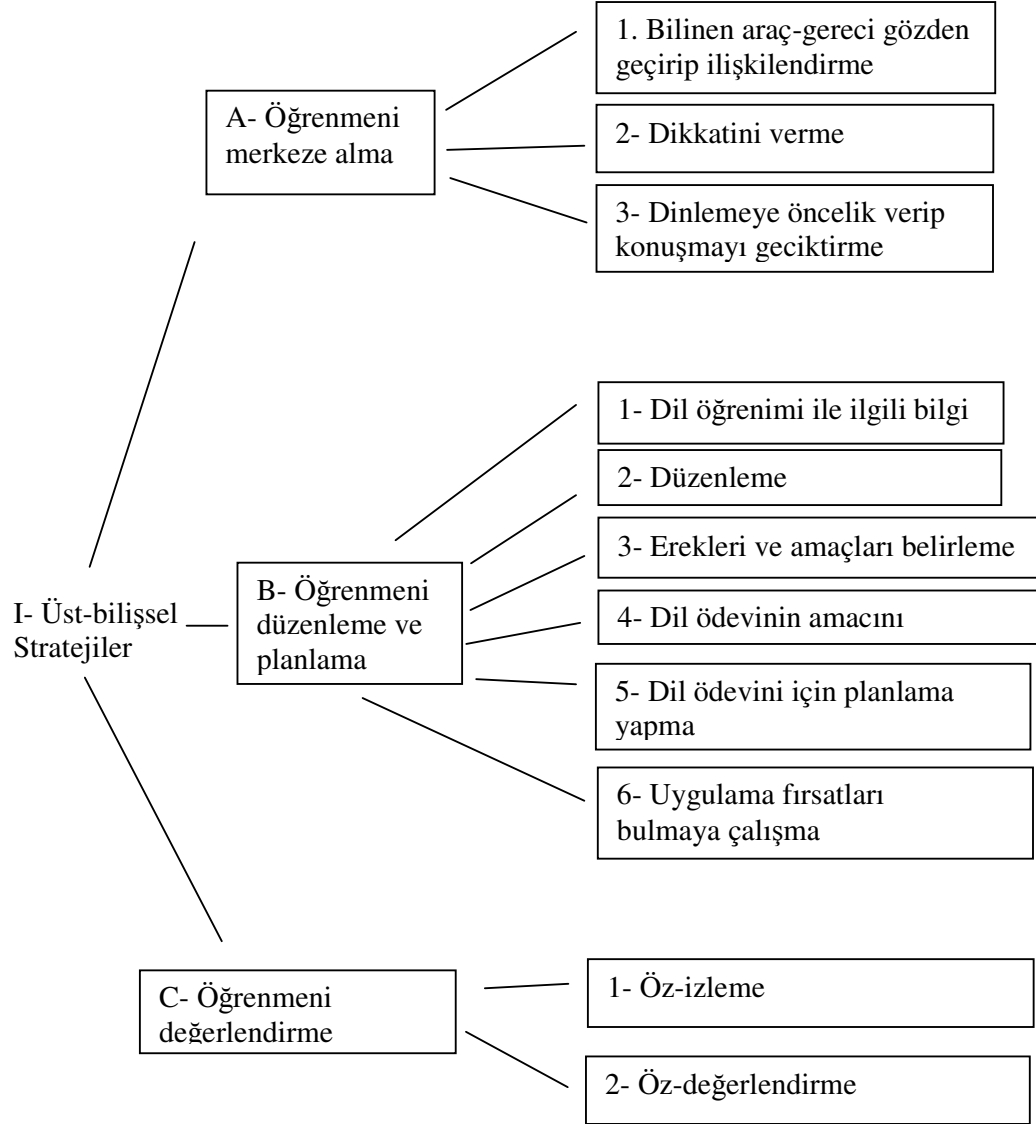 1. Bilinen araç-gereci gözden
geçirip ilişkilendirme
A- Öğrenmeni
merkeze alma
2- Dikkatini verme
3- Dinlemeye öncelik verip
konuşmayı geciktirme
I- Üst-bilişsel
Stratejiler
B- Öğrenmeni
düzenleme ve
planlama
1- Dil öğrenimi ile ilgili bilgi
2- Düzenleme
3- Erekleri ve amaçları belirleme
4- Dil ödevinin amacını
5- Dil ödevini için planlama
yapma
6- Uygulama fırsatları
bulmaya çalışma
C- Öğrenmeni
değerlendirme
1- Öz-izleme
2- Öz-değerlendirme